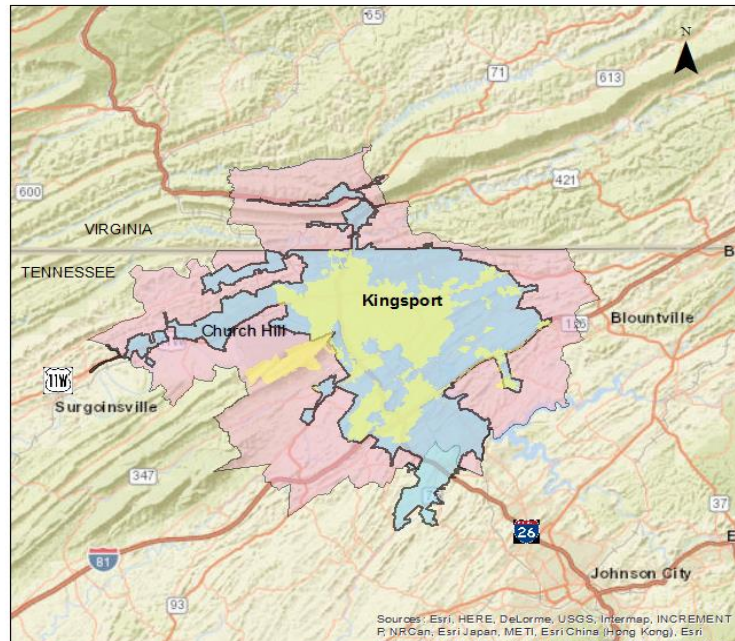 65
N
71
613
600
421
VIRGINIA
TENNESSEE
B
Kingsport
Church Hill
126
Blountville
11W
Surgoinsville
347
37
26
E
81
Johnson City
93
Sources: Esri, HERE, DeLorme, USGS, Intermap, INCREMENT
P, NRCan, Esri Japan, METI, Esri China (Hong Kong), Esri